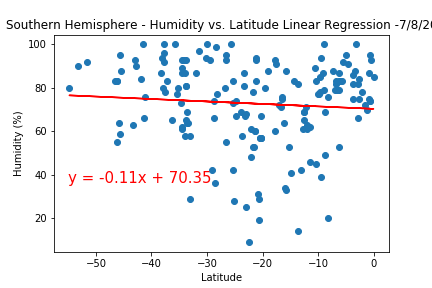 Southern Hemisphere - Humidity vs. Latitude Linear Regression -7/8/20
100
80
60
40
20
Humidity (%)
y = -0.11x + 70.35
−50
−40
−30
−20
−10
0
Latitude